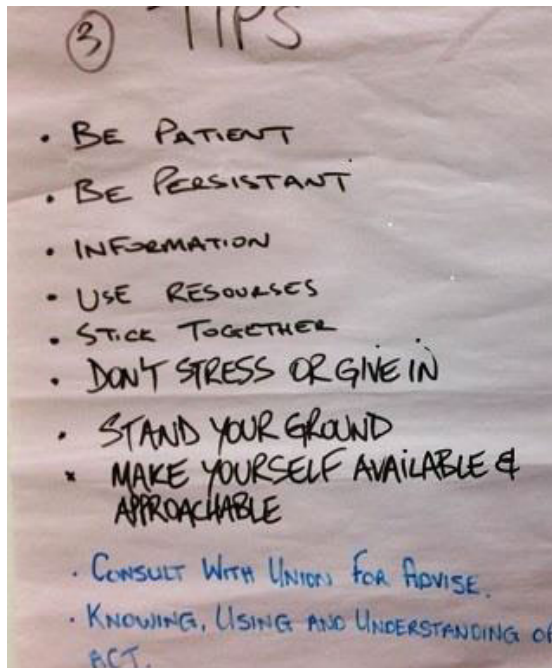 ③ TIPS
• BE PATIENT
• BE PERSISTANT
• INFORMATION
• USE RESOURSES
• STICK TOGETHER
• DON'T STRESS OR GIVE IN
• STAND YOUR GROUND
* MAKE YOURSELF AVAILABLE &
APPROACHABLE
• CONSULT WITH UNION FOR ADVISE.
• KNOWING, USING AND UNDERSTANDING OF
ACT.